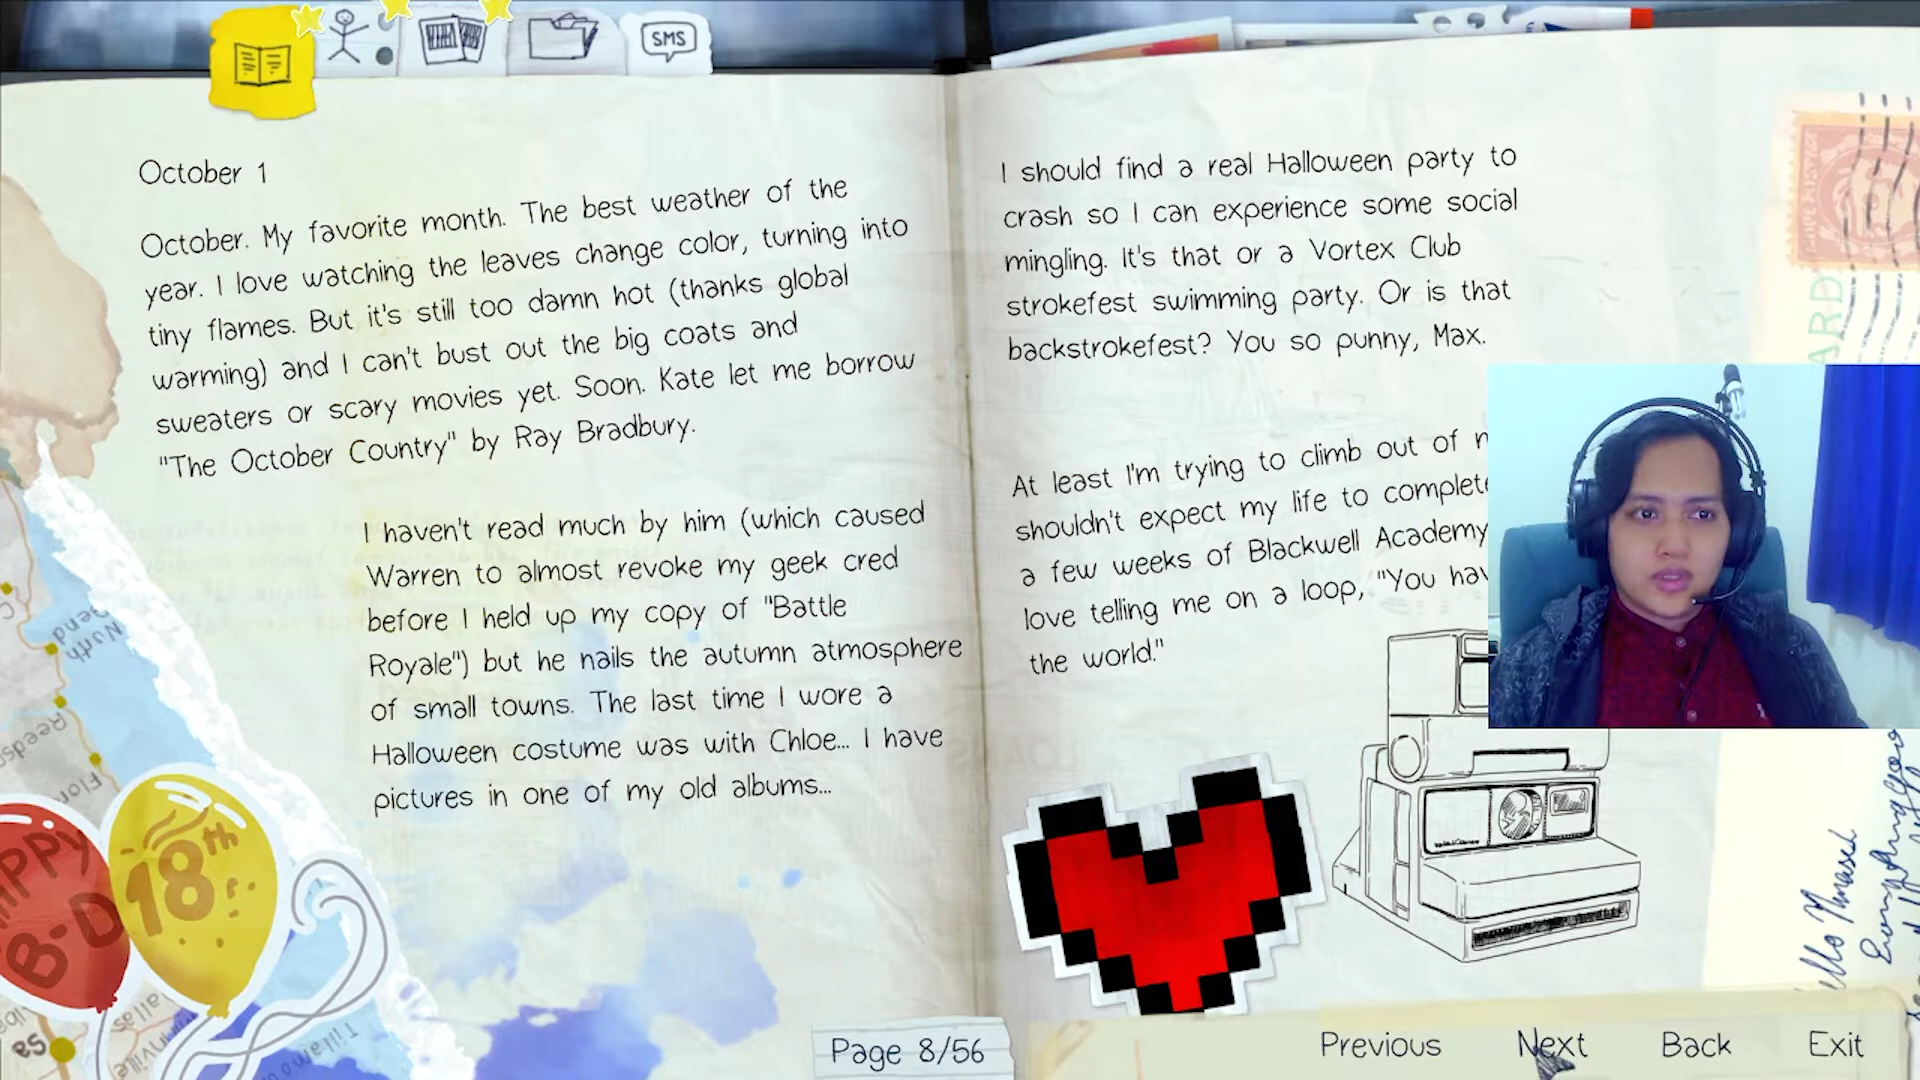 SMS
October 1
October. My favorite month. The best weather of the
year. I love watching the leaves change color, turning into
tiny flames. But it's still too damn hot (thanks global
warming) and I can't bust out the big coats and
sweaters or scary movies yet. Soon. Kate let me borrow
"The October Country" by Ray Bradbury.
I haven't read much by him (which caused
Warren to almost revoke my geek cred
before I held up my copy of "Battle
Royale") but he nails the autumn atmosphere
of small towns. The last time I wore a
Halloween costume was with Chloe... I have
pictures in one of my old albums...
I should find a real Halloween party to
crash so I can experience some social
mingling. It's that or a Vortex Club
strokefest swimming party. Or is that
backstrokefest? You so punny, Max.
At least I'm trying to climb out of
shouldn't expect my life to
a few weeks of Blackwell Academy
love telling me on a loop, "You
the world."
North
Bend
B-D
18th
Page 8/56
Previous
Next
Back
Exit